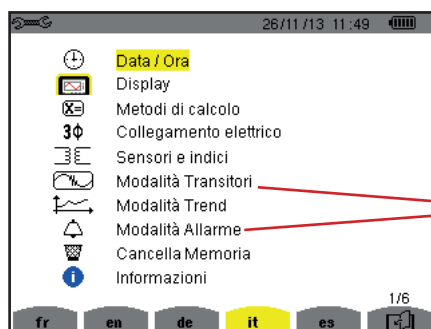 26/11/13 11:49
Data / Ora
Display
X= Metodi di calcolo
3ф Collegamento elettrico
Sensori e indici
Modalità Transitori
Modalità Trend
Modalità Allarme
Cancella Memoria
i Informazioni
1/6
fr en de it es